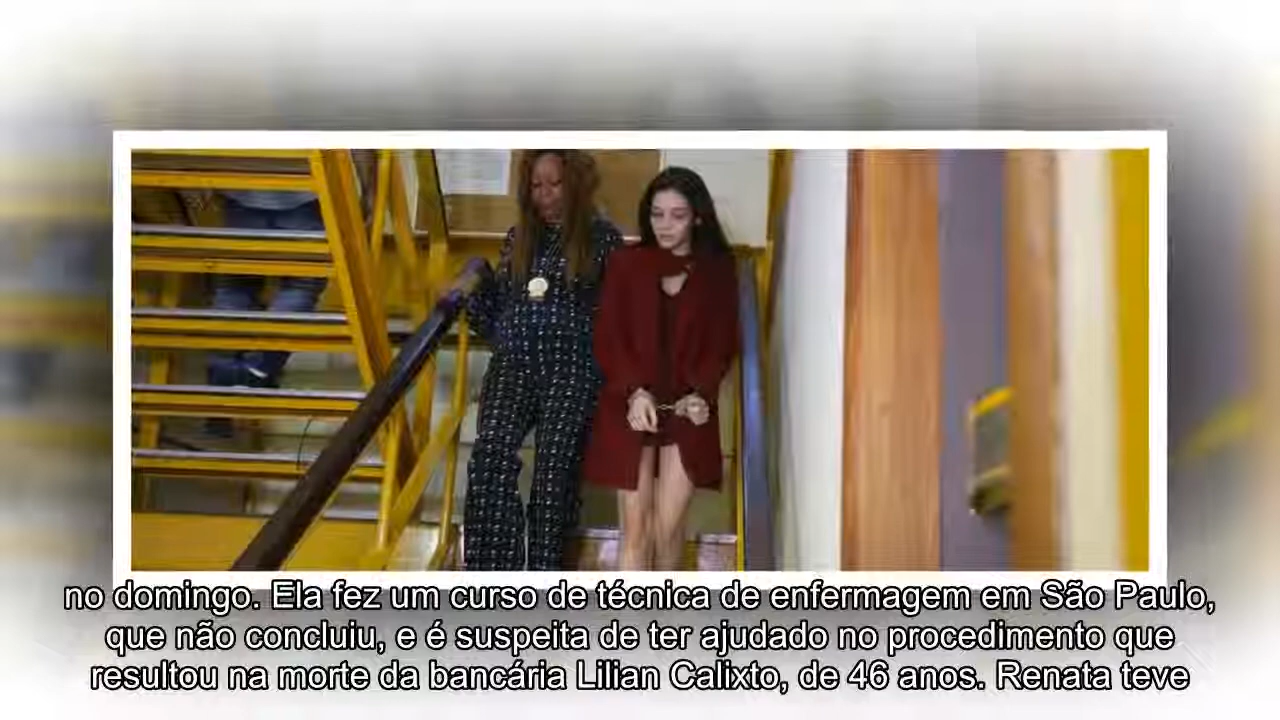 no domingo. Ela fez um curso de técnica de enfermagem em São Paulo,
que não concluiu, e é suspeita de ter ajudado no procedimento que
resultou na morte da bancária Lilian Calixto, de 46 anos. Renata teve